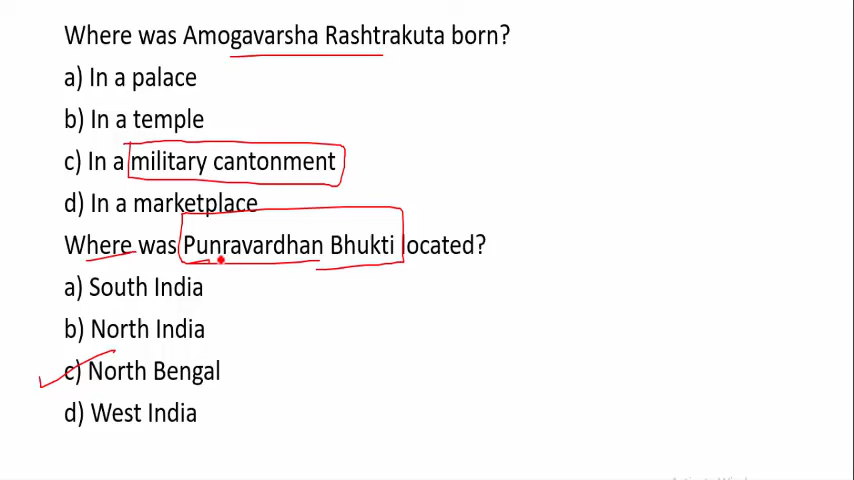 Where was Amogavarsha Rashtrakuta born?
a) In a palace
b) In a temple
c) In a military cantonment
d) In a marketplace
Where was Punravardhan Bhukti located?
a) South India
b) North India
c) North Bengal
d) West India